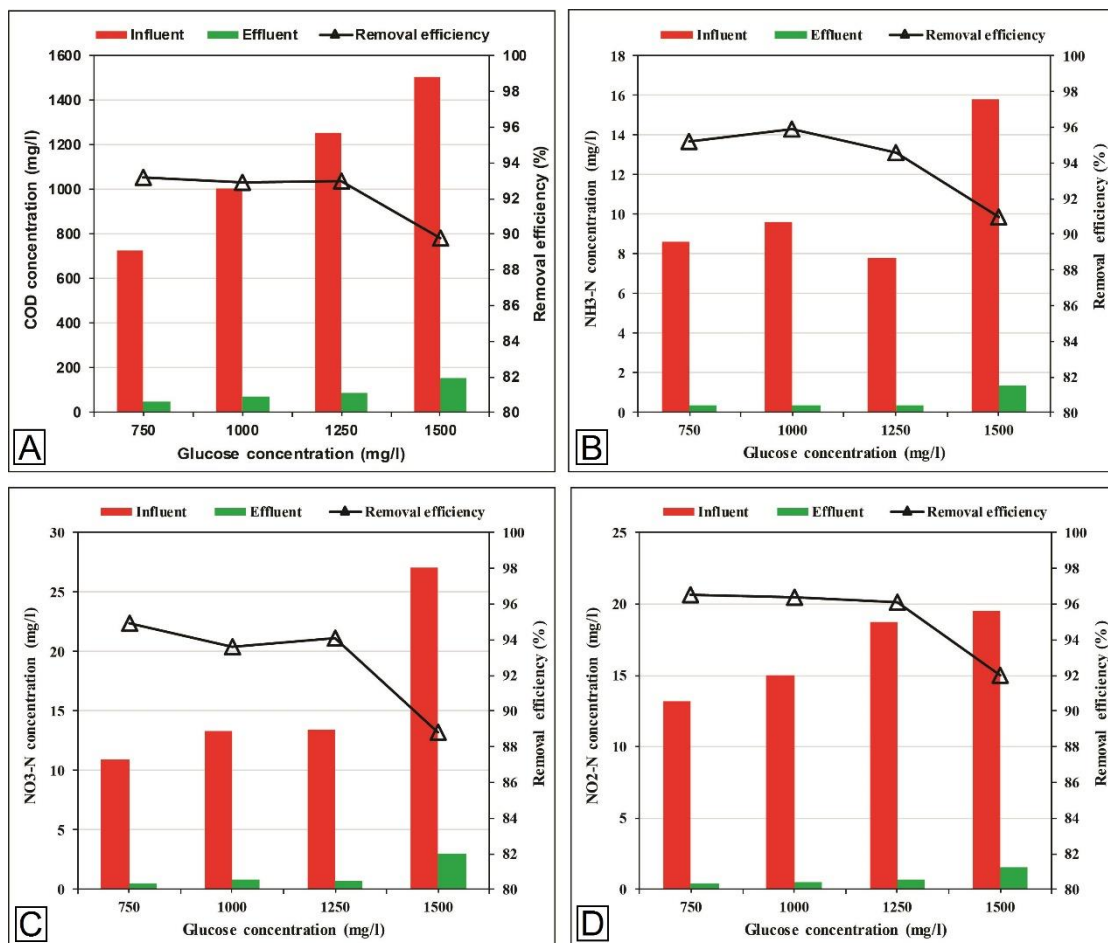 Influent Effluent Removal efficiency
1600 100
1400 98
1200 96
1000 94
800 92
600 90
400 88
200 86
0 84
82
80
COD concentration (mg/l)
Removal efficiency (%)
750 1000 1250 1500
Glucose concentration (mg/l)
A
Influent Effluent Removal efficiency
18 100
16 98
14 96
12 94
10 92
8 90
6 88
4 86
2 84
0 82
80
NH3-N concentration (mg/l)
Removal efficiency (%)
750 1000 1250 1500
Glucose concentration (mg/l)
B
Influent Effluent Removal efficiency
30 100
25 98
20 96
15 94
10 92
5 90
0 88
86
84
82
80
NO3-N concentration (mg/l)
Removal efficiency (%)
750 1000 1250 1500
Glucose concentration (mg/l)
C
Influent Effluent Removal efficiency
25 100
20 98
15 96
10 94
5 92
0 90
88
86
84
82
80
NO2-N concentration (mg/l)
Removal efficiency (%)
750 1000 1250 1500
Glucose concentration (mg/l)
D